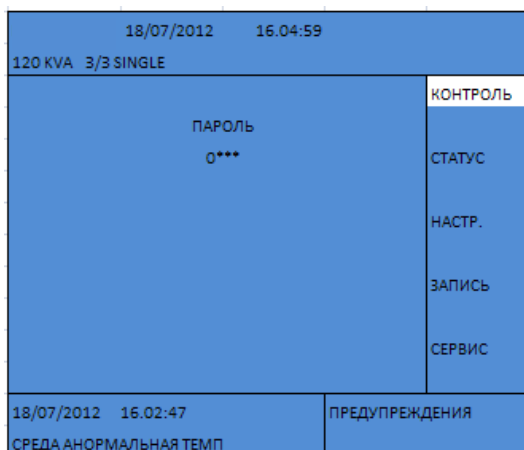 18/07/2012 16.04:59
120 KVA 3/3 SINGLE
КОНТРОЛЬ
ПАРОЛЬ
0***
СТАТУС
НАСТР.
ЗАПИСЬ
СЕРВИС
18/07/2012 16.02:47
ПРЕДУПРЕЖДЕНИЯ
СРЕДА АНОРМАЛЬНАЯ ТЕМП